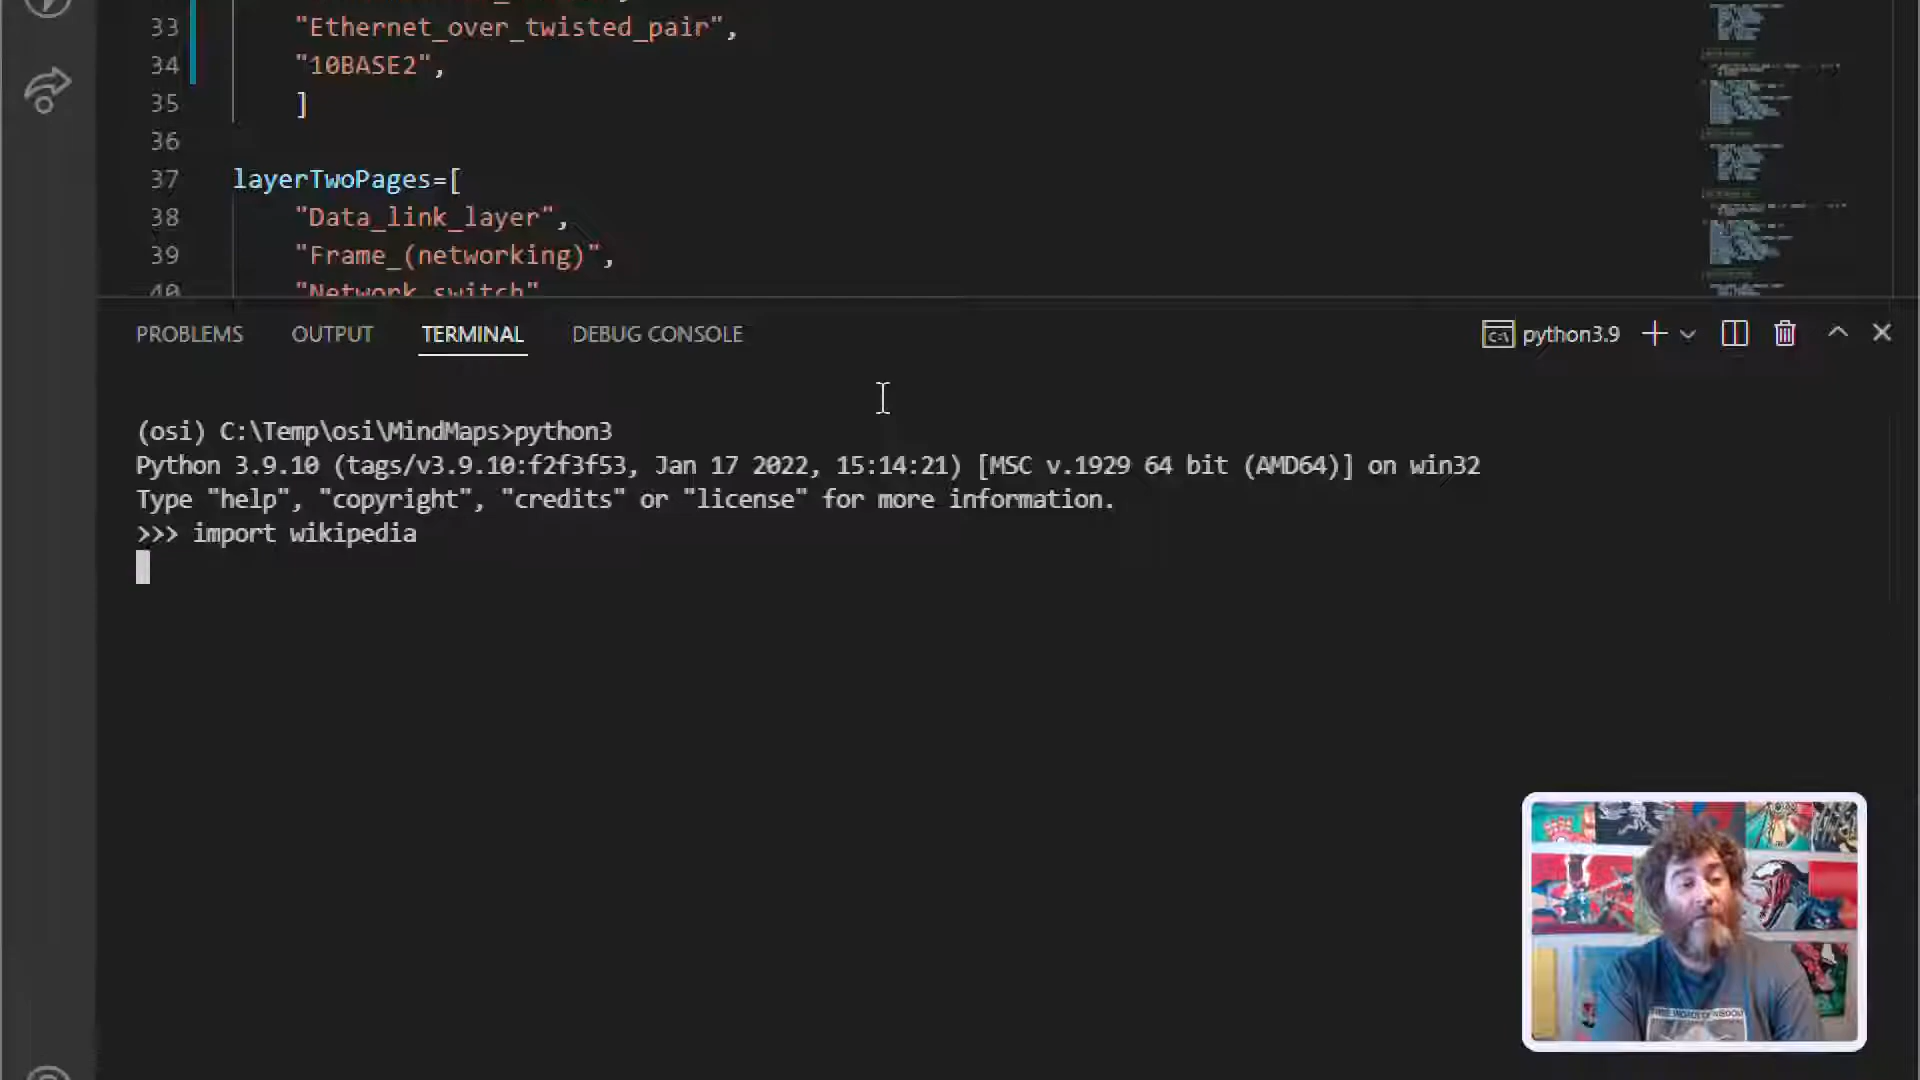 33 "Ethernet_over_twisted_pair",
34 "10BASE2",
35 ]
36
37 layerTwoPages=[
38 "Data_link_layer",
39 "Frame_(networking)",
40 "Network_switch"
PROBLEMS OUTPUT TERMINAL DEBUG CONSOLE python3.9
(osi) C:\Temp\osi\MindMaps>python3
Python 3.9.10 (tags/v3.9.10:f2f3f53, Jan 17 2022, 15:14:21) [MSC v.1929 64 bit (AMD64)] on win32
Type "help", "copyright", "credits" or "license" for more information.
>>> import wikipedia